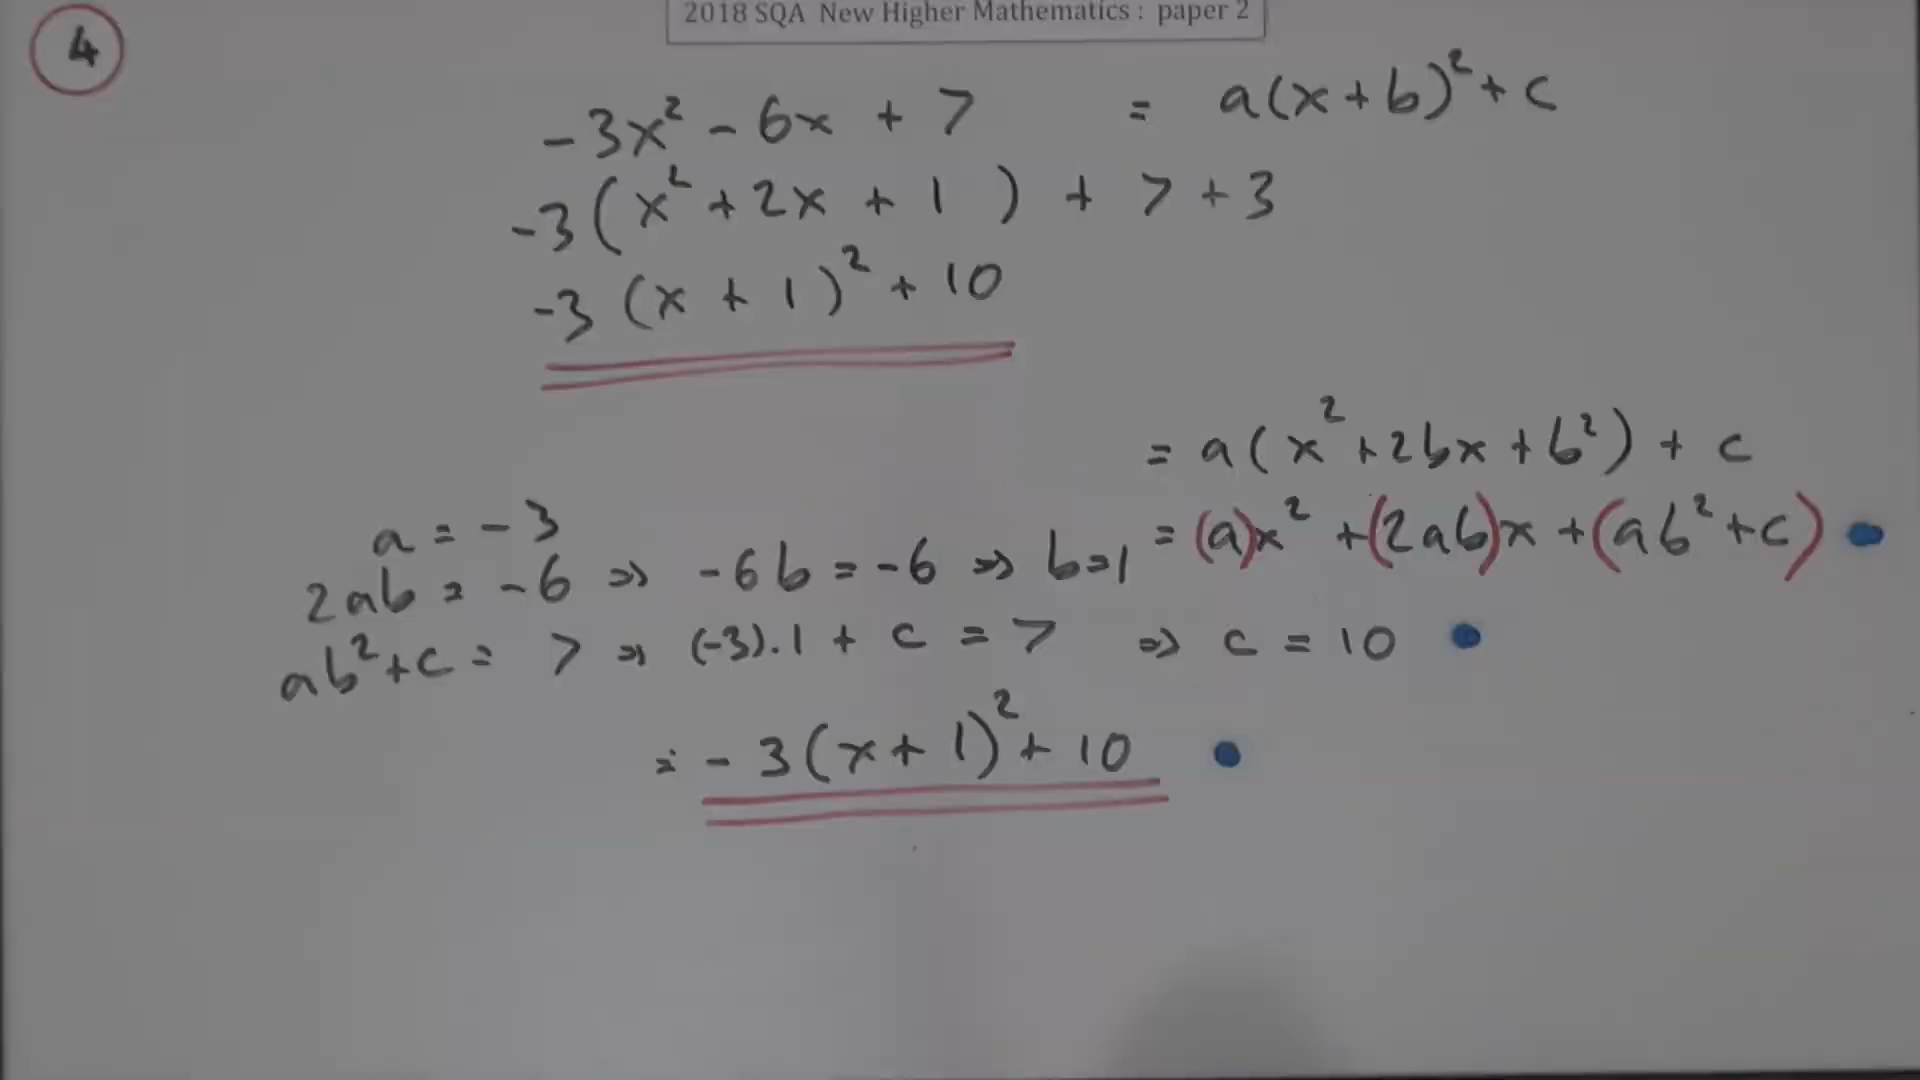 2018 SQA New Higher Mathematics : paper 2
4
-3x² - 6x + 7 = a(x+b)² + c
-3(x² + 2x + 1 ) + 7 + 3
-3 (x + 1)² + 10
= a(x² + 2bx + b²) + c
= (a)x² + (2ab)x + (ab² + c)
a = -3
2ab = -6 ⇒ -6b = -6 ⇒ b=1
ab² + c = 7 ⇒ (-3).1 + c = 7 ⇒ c = 10
= -3(x+1)² + 10